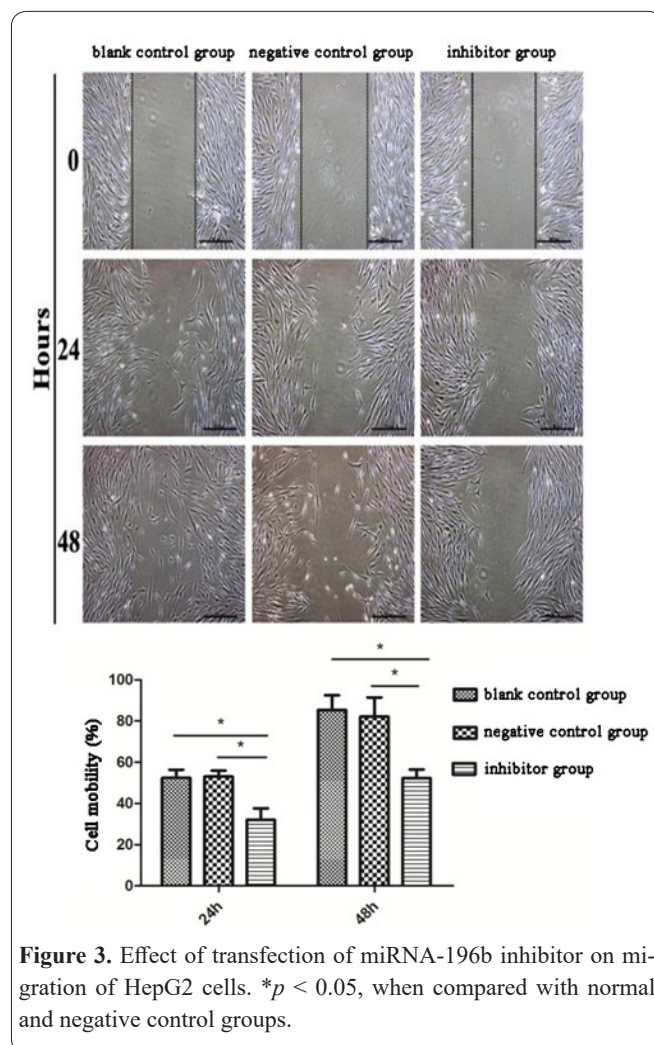 blank control group negative control group inhibitor group
Hours
0
24
48
Cell mobility (%)
100
80
60
40
20
0
* * * *
24h 48h
blank control group
negative control group
inhibitor group
Figure 3. Effect of transfection of miRNA-196b inhibitor on mi-
gration of HepG2 cells. *p < 0.05, when compared with normal
and negative control groups.